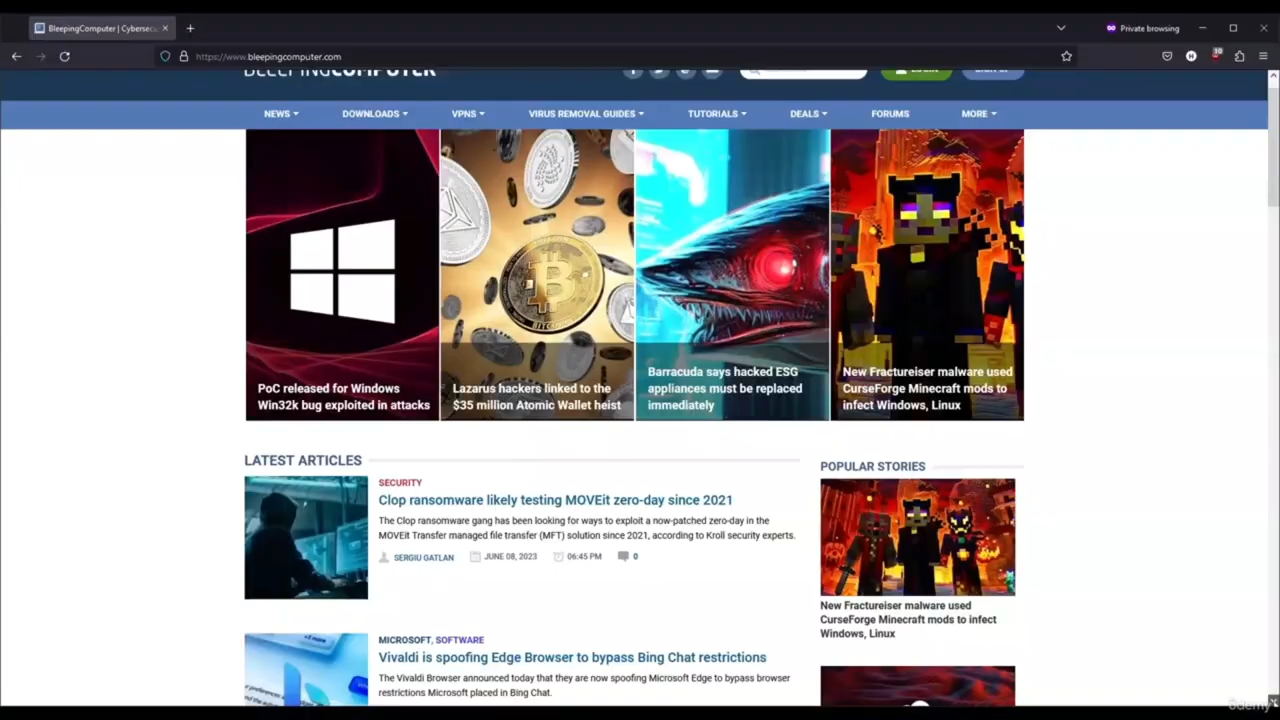 BleepingComputer | Cybersec
Private browsing
https://www.bleepingcomputer.com
10
BLEEPINGCOMPUTER
LOGIN
SIGN UP
NEWS
DOWNLOADS
VPNS
VIRUS REMOVAL GUIDES
TUTORIALS
DEALS
FORUMS
MORE
PoC released for Windows
Win32k bug exploited in attacks
Lazarus hackers linked to the
$35 million Atomic Wallet heist
Barracuda says hacked ESG
appliances must be replaced
immediately
New Fractureiser malware used
CurseForge Minecraft mods to
infect Windows, Linux
LATEST ARTICLES
SECURITY
Clop ransomware likely testing MOVEit zero-day since 2021
The Clop ransomware gang has been looking for ways to exploit a now-patched zero-day in the
MOVEit Transfer managed file transfer (MFT) solution since 2021, according to Kroll security experts.
SERGIU GATLAN JUNE 08, 2023 06:45 PM 0
MICROSOFT, SOFTWARE
Vivaldi is spoofing Edge Browser to bypass Bing Chat restrictions
The Vivaldi Browser announced today that they are now spoofing Microsoft Edge to bypass browser
restrictions Microsoft placed in Bing Chat.
POPULAR STORIES
New Fractureiser malware used
CurseForge Minecraft mods to infect
Windows, Linux
ûdemy